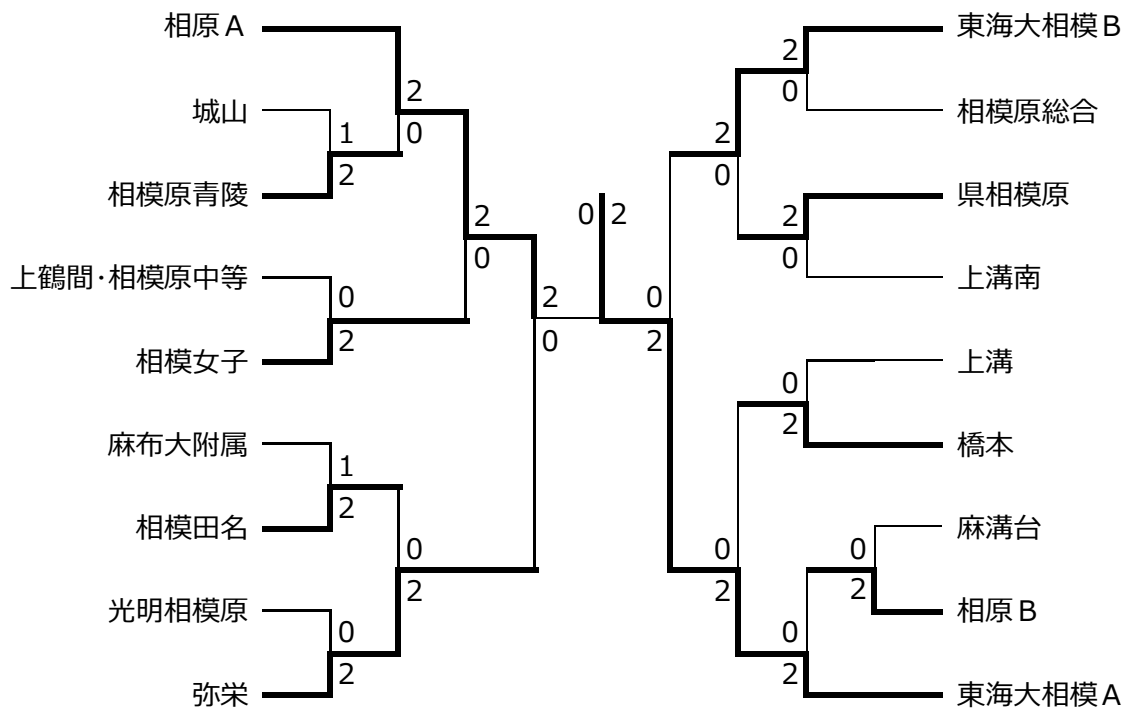 相原A
城山
相模原青陵
上鶴間･相模原中等
相模女子
麻布大附属
相模田名
光明相模原
弥栄
2
0
1
2
2
0
0
2
2
0
1
2
0
2
0
2
0 2
東海大相模B
相模原総合
県相模原
上溝南
上溝
橋本
麻溝台
相原B
東海大相模A
2
0
2
0
2
0
0
2
0
2
0
2
0
2
0
2